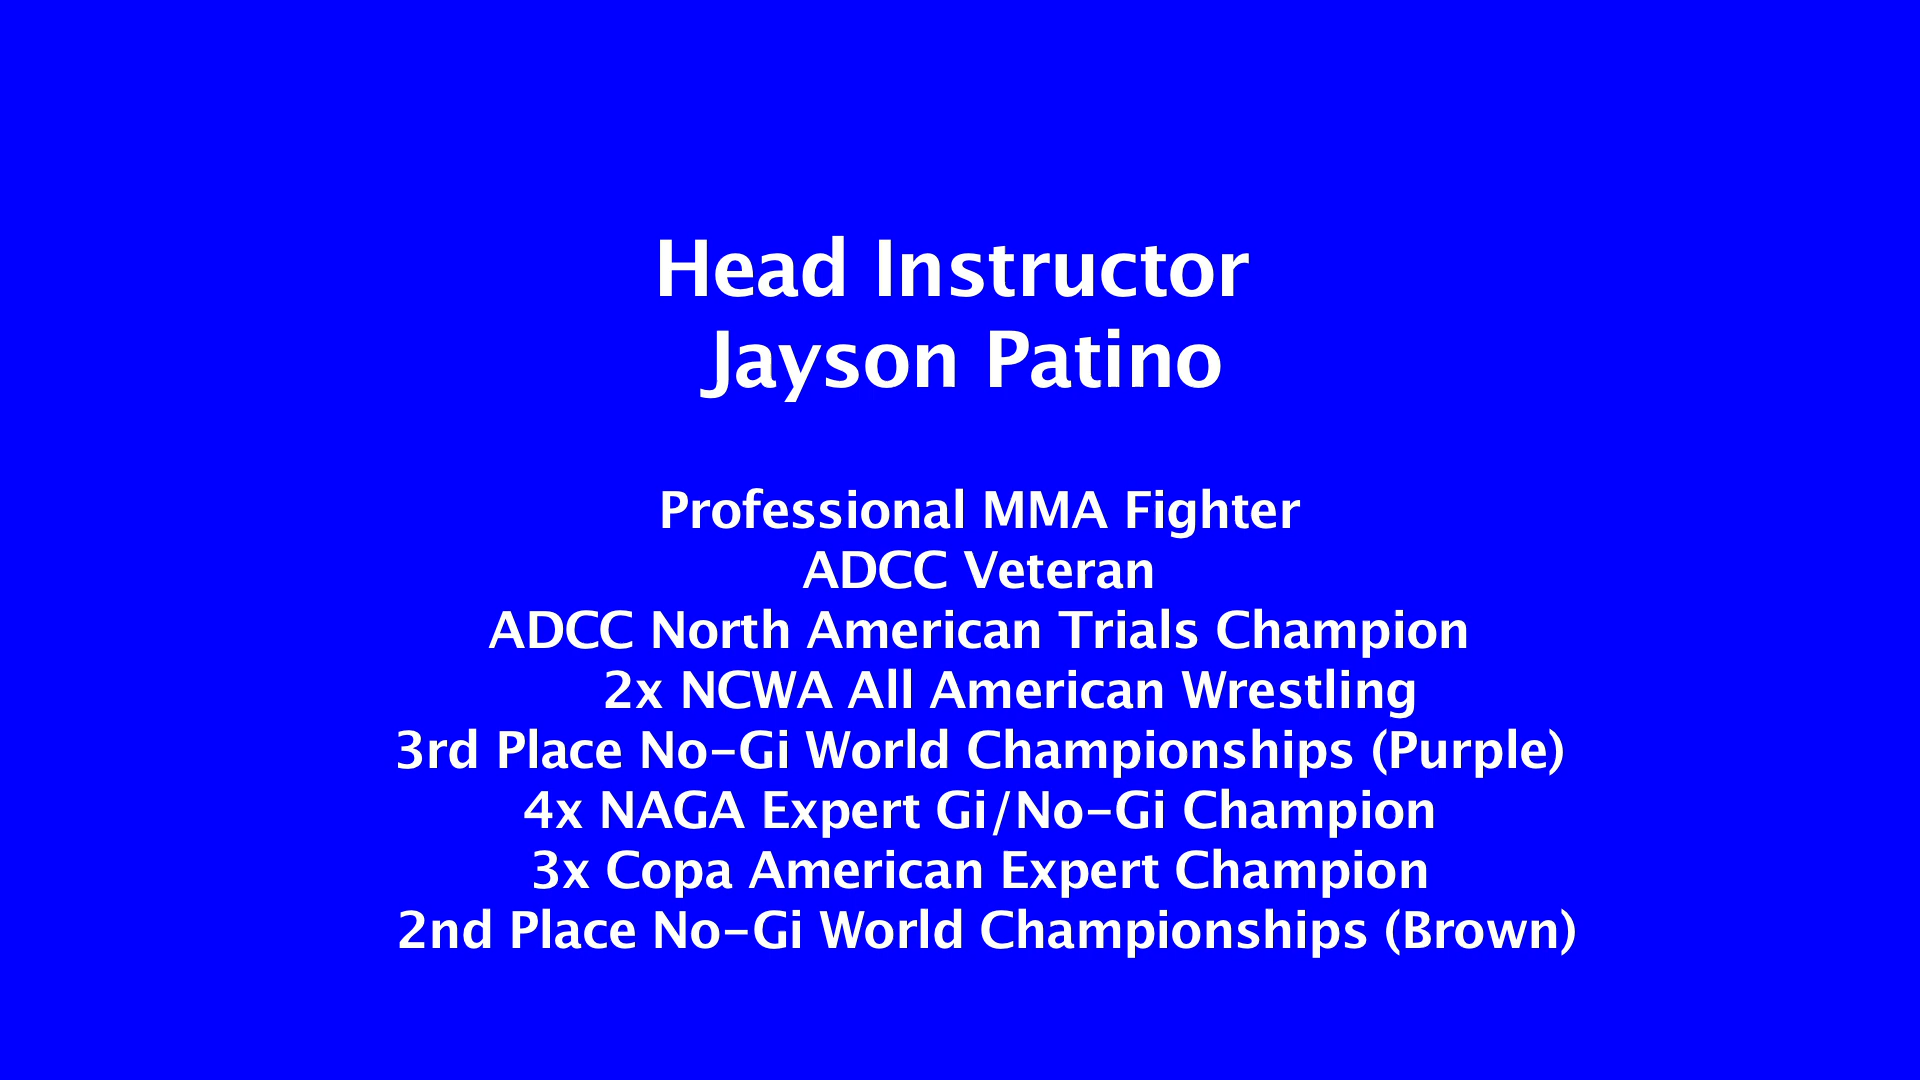 Head Instructor
Jayson Patino
Professional MMA Fighter
ADCC Veteran
ADCC North American Trials Champion
2x NCWA All American Wrestling
3rd Place No-Gi World Championships (Purple)
4x NAGA Expert Gi/No-Gi Champion
3x Copa American Expert Champion
2nd Place No-Gi World Championships (Brown)